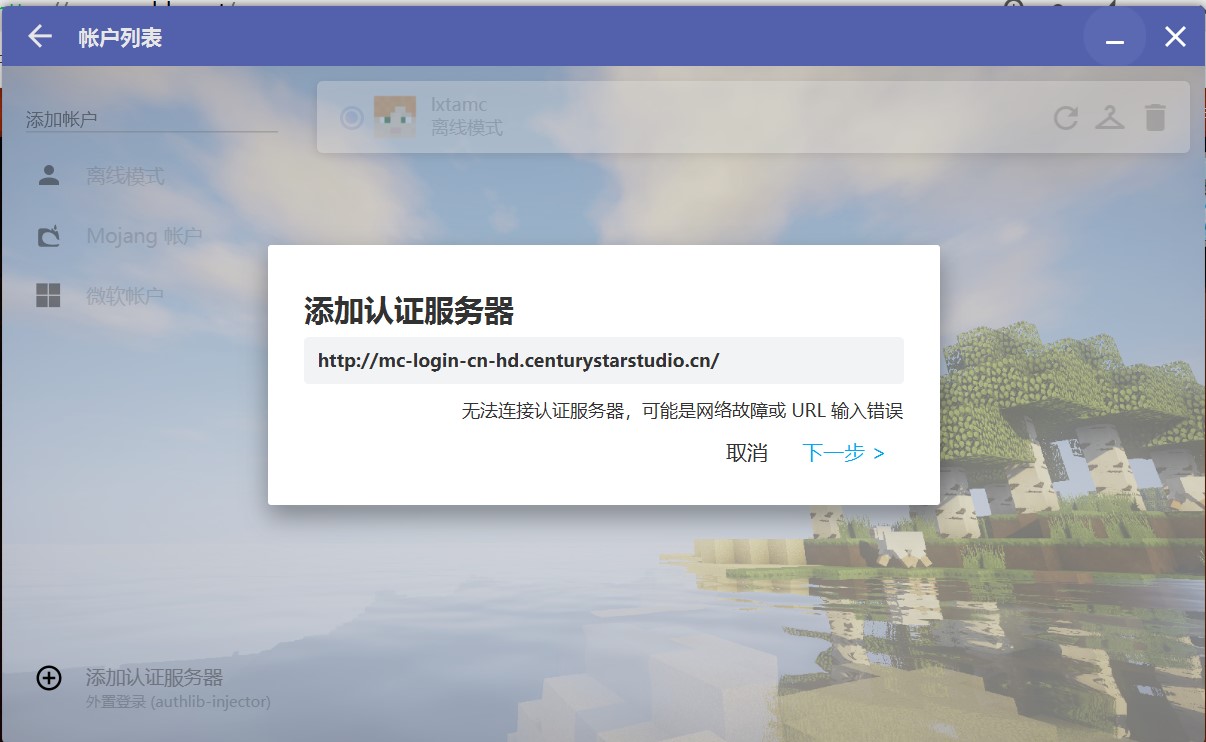 帐户列表
添加帐户
lxtamc
离线模式
离线模式
Mojang 帐户
微软帐户
添加认证服务器
http://mc-login-cn-hd.centurystarstudio.cn/
无法连接认证服务器，可能是网络故障或 URL 输入错误
取消
下一步 >
添加认证服务器
外置登录 (authlib-injector)